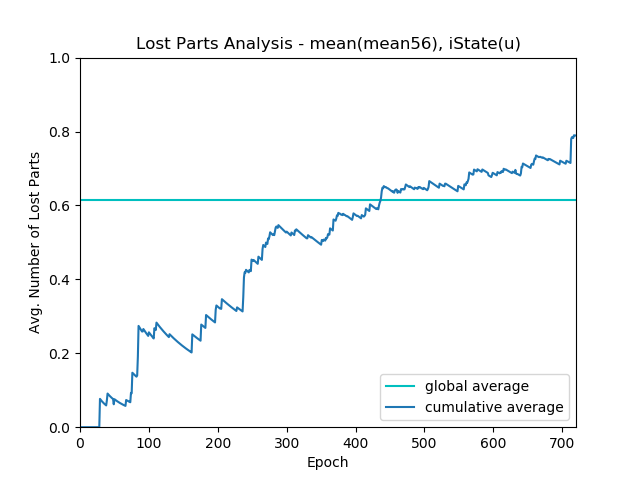 Lost Parts Analysis - mean(mean56), iState(u)
Avg. Number of Lost Parts
1.0
0.8
0.6
0.4
0.2
0.0
global average
cumulative average
0 100 200 300 400 500 600 700
Epoch